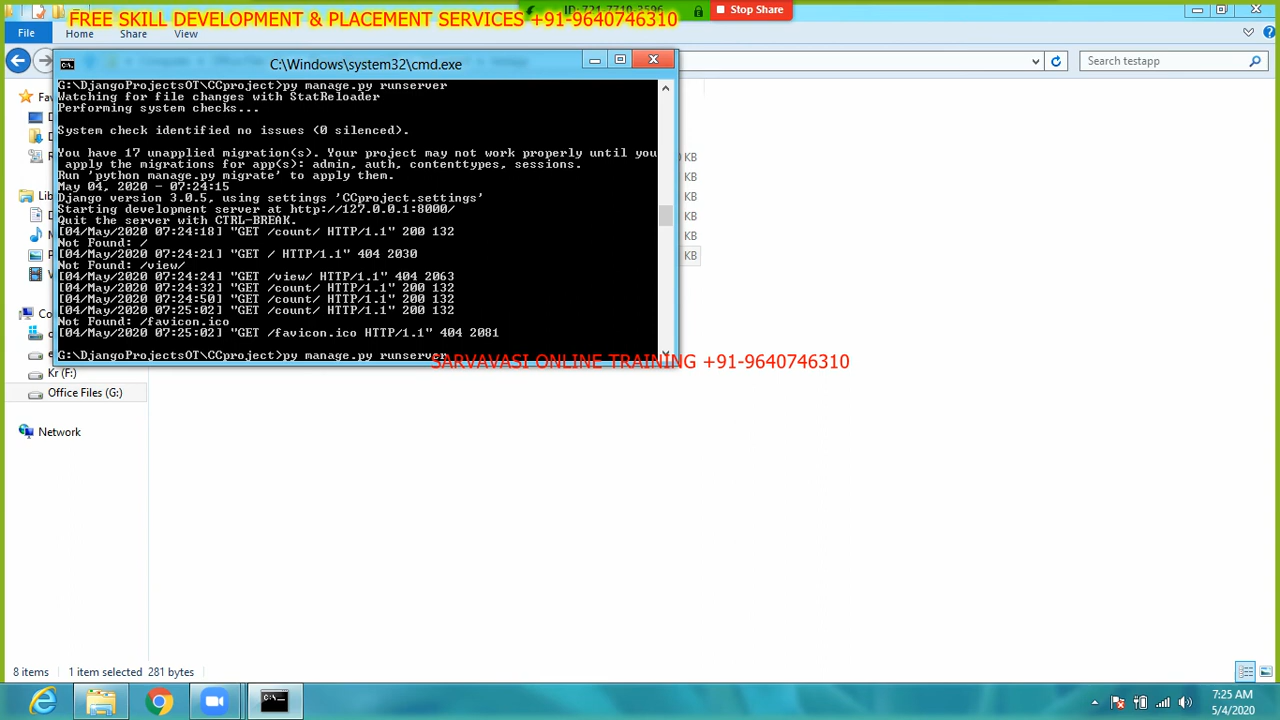 FREE SKILL DEVELOPMENT & PLACEMENT SERVICES +91-9640746310
Stop Share
File
Home
Share
View
C:\Windows\system32\cmd.exe
Search testapp
G:\DjangoProjectsOT\CCproject>py manage.py runserver
Watching for file changes with StatReloader
Performing system checks...
System check identified no issues (0 silenced).
You have 17 unapplied migration(s). Your project may not work properly until you
apply the migrations for app(s): admin, auth, contenttypes, sessions.
Run 'python manage.py migrate' to apply them.
May 04, 2020 - 07:24:15
Django version 3.0.5, using settings 'CCproject.settings'
Starting development server at http://127.0.0.1:8000/
Quit the server with CTRL-BREAK.
[04/May/2020 07:24:18] "GET /count/ HTTP/1.1" 200 132
Not Found: /
[04/May/2020 07:24:21] "GET / HTTP/1.1" 404 2030
Not Found: /view/
[04/May/2020 07:24:24] "GET /view/ HTTP/1.1" 404 2063
[04/May/2020 07:24:32] "GET /count/ HTTP/1.1" 200 132
[04/May/2020 07:24:50] "GET /count/ HTTP/1.1" 200 132
[04/May/2020 07:25:02] "GET /count/ HTTP/1.1" 200 132
Not Found: /favicon.ico
[04/May/2020 07:25:02] "GET /favicon.ico HTTP/1.1" 404 2081
G:\DjangoProjectsOT\CCproject>py manage.py runserver
SARVAVASI ONLINE TRAINING +91-9640746310
KB
KB
KB
KB
KB
Fav
Lib
Co
Kr (F:)
Office Files (G:)
Network
8 items
1 item selected 281 bytes
7:25 AM
5/4/2020